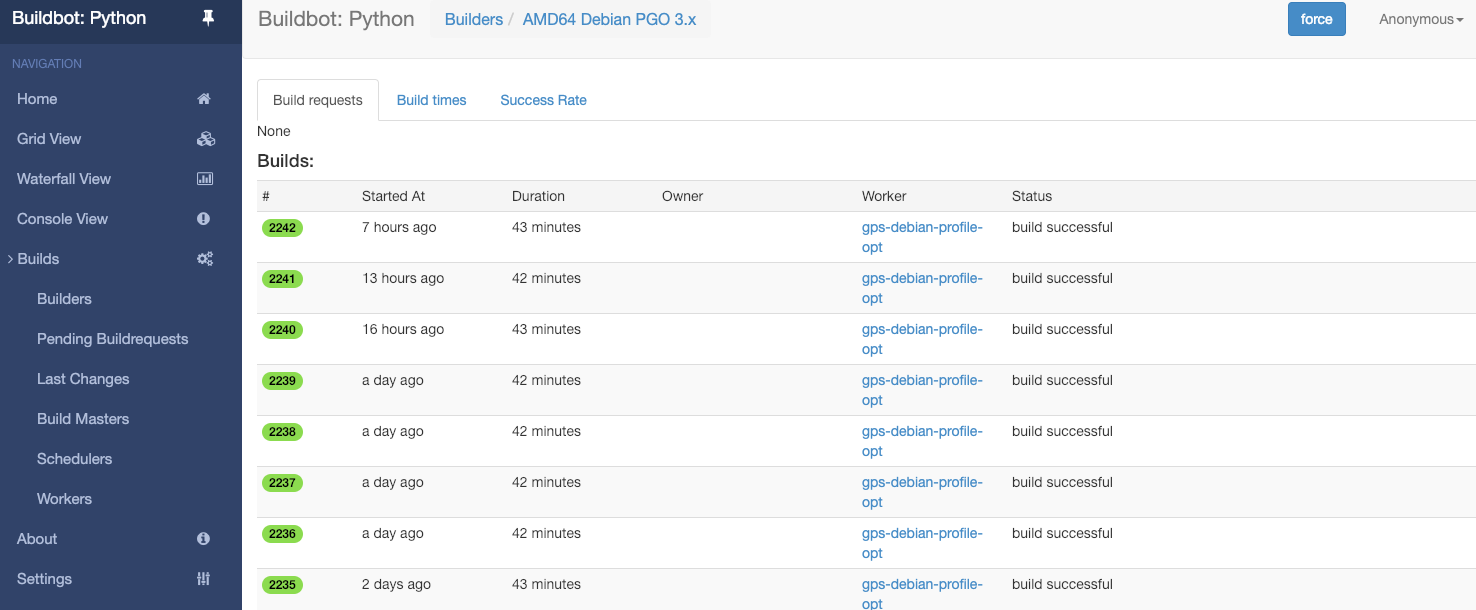 Buildbot: Python
NAVIGATION
Home
Grid View
Waterfall View
Console View
Builds
Builders
Pending Buildrequests
Last Changes
Build Masters
Schedulers
Workers
About
Settings
Buildbot: Python Builders / AMD64 Debian PGO 3.x force Anonymous
Build requests Build times Success Rate
None
Builds:
# Started At Duration Owner Worker Status
2242 7 hours ago 43 minutes gps-debian-profile- build successful
opt
2241 13 hours ago 42 minutes gps-debian-profile- build successful
opt
2240 16 hours ago 43 minutes gps-debian-profile- build successful
opt
2239 a day ago 42 minutes gps-debian-profile- build successful
opt
2238 a day ago 42 minutes gps-debian-profile- build successful
opt
2237 a day ago 42 minutes gps-debian-profile- build successful
opt
2236 a day ago 42 minutes gps-debian-profile- build successful
opt
2235 2 days ago 43 minutes gps-debian-profile- build successful
opt